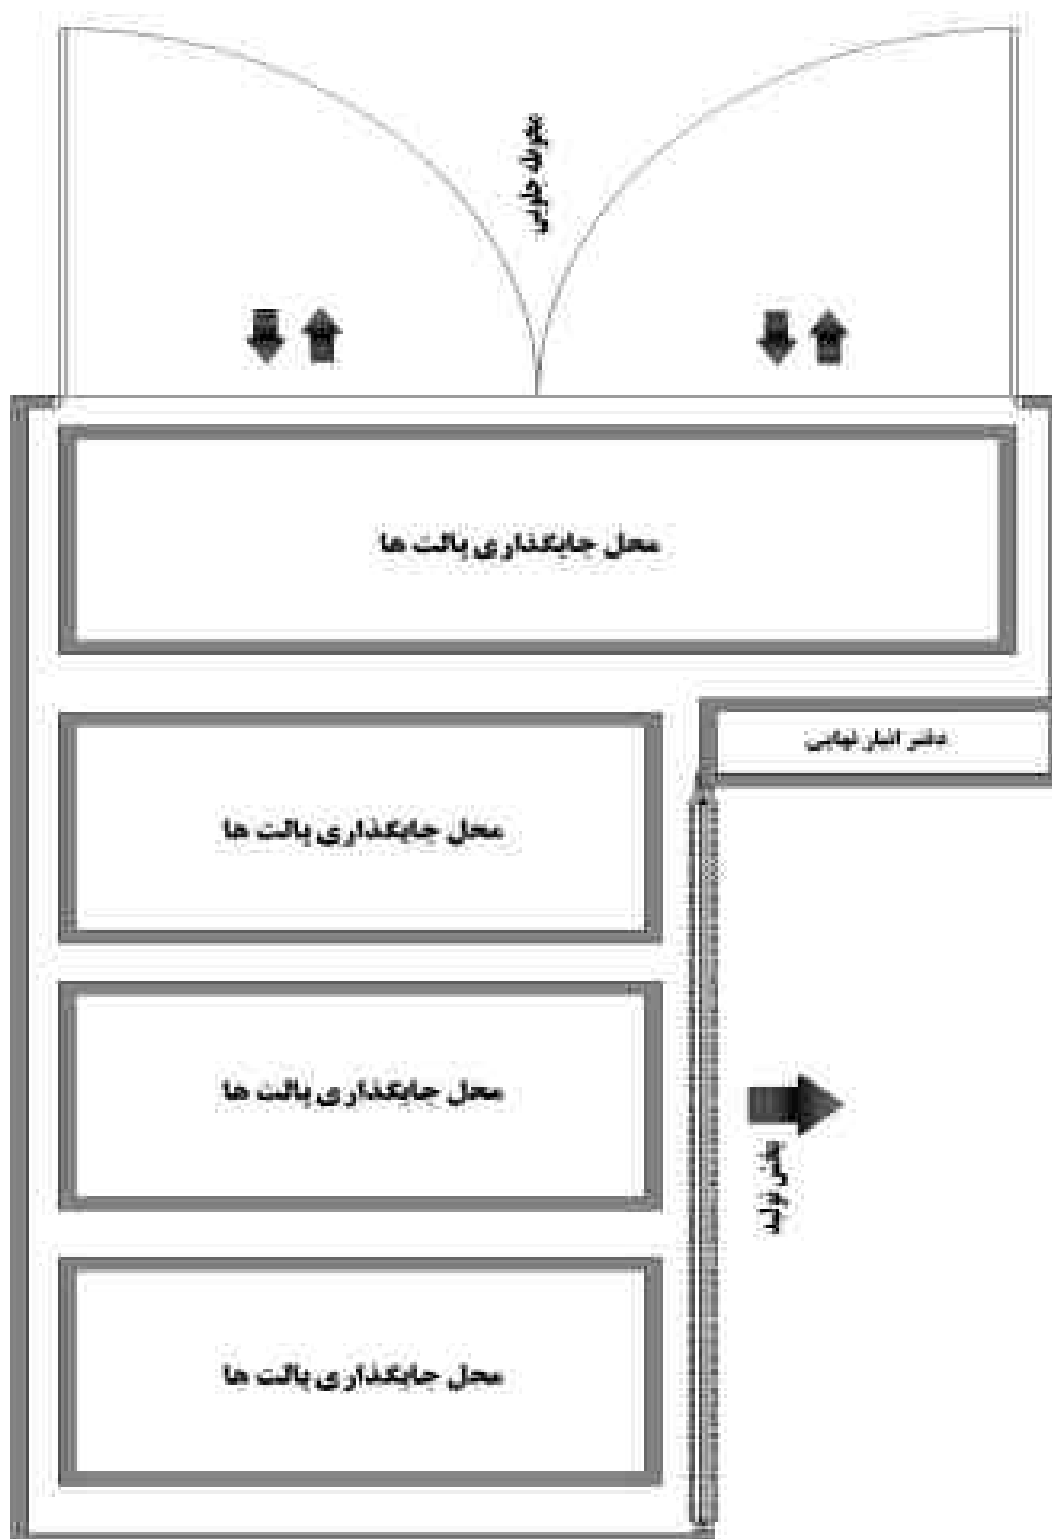 محوطه جلویی
محل جایگذاری پالت ها
دفتر انبار نهایی
محل جایگذاری پالت ها
محل جایگذاری پالت ها
بخش تولید
محل جایگذاری پالت ها